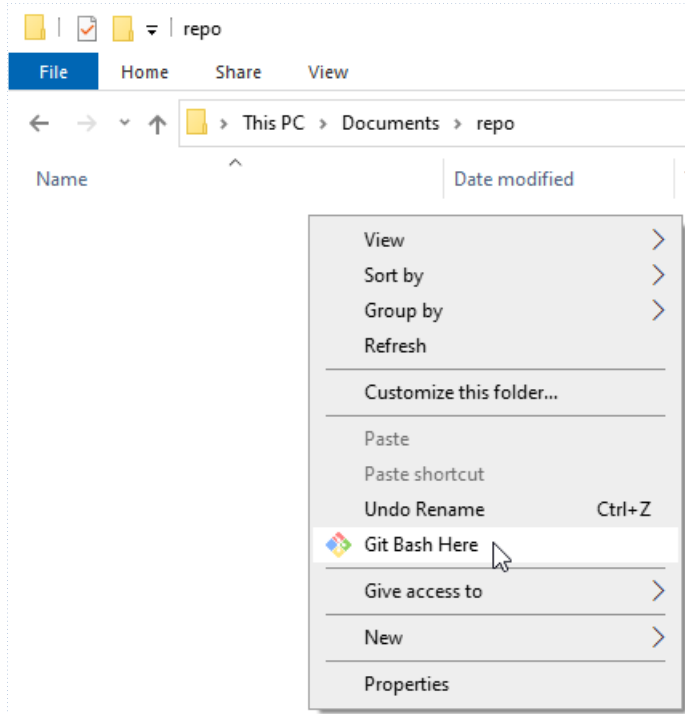 repo
File Home Share View
This PC > Documents > repo
Name Date modified
View
Sort by
Group by
Refresh
Customize this folder...
Paste
Paste shortcut
Undo Rename Ctrl+Z
Git Bash Here
Give access to
New
Properties